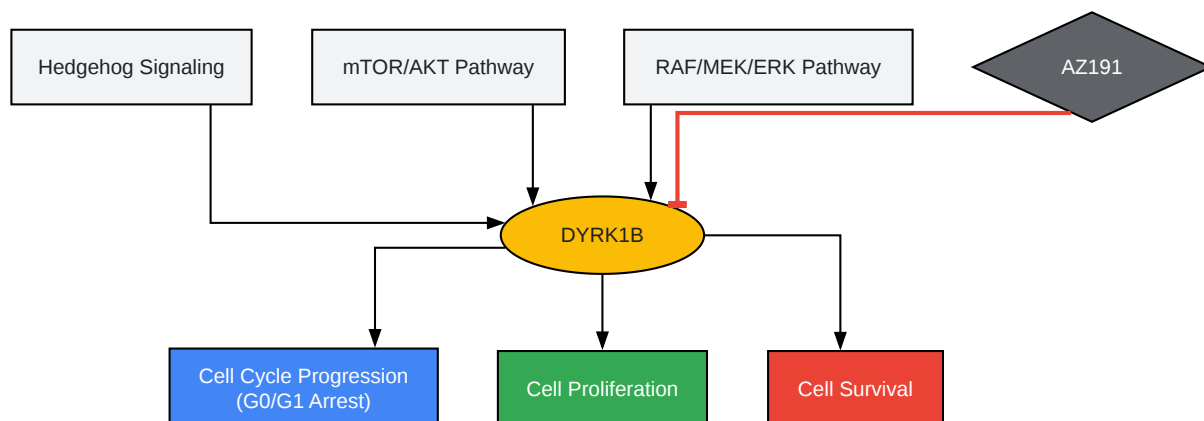 Hedgehog Signaling
mTOR/AKT Pathway
RAF/MEK/ERK Pathway
AZ191
DYRK1B
Cell Cycle Progression
(G0/G1 Arrest)
Cell Proliferation
Cell Survival